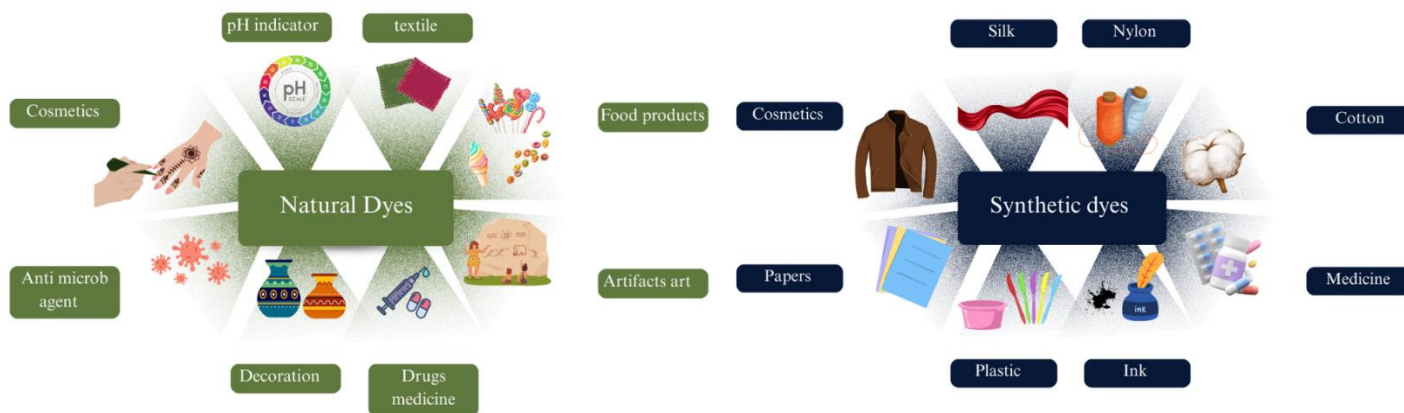 pH indicator
textile
Cosmetics
pH
SCALE
Food products
Natural Dyes
Anti microb
agent
Artifacts art
Decoration
Drugs
medicine
Silk
Nylon
Cosmetics
Cotton
Synthetic dyes
Papers
Medicine
ink
Plastic
Ink